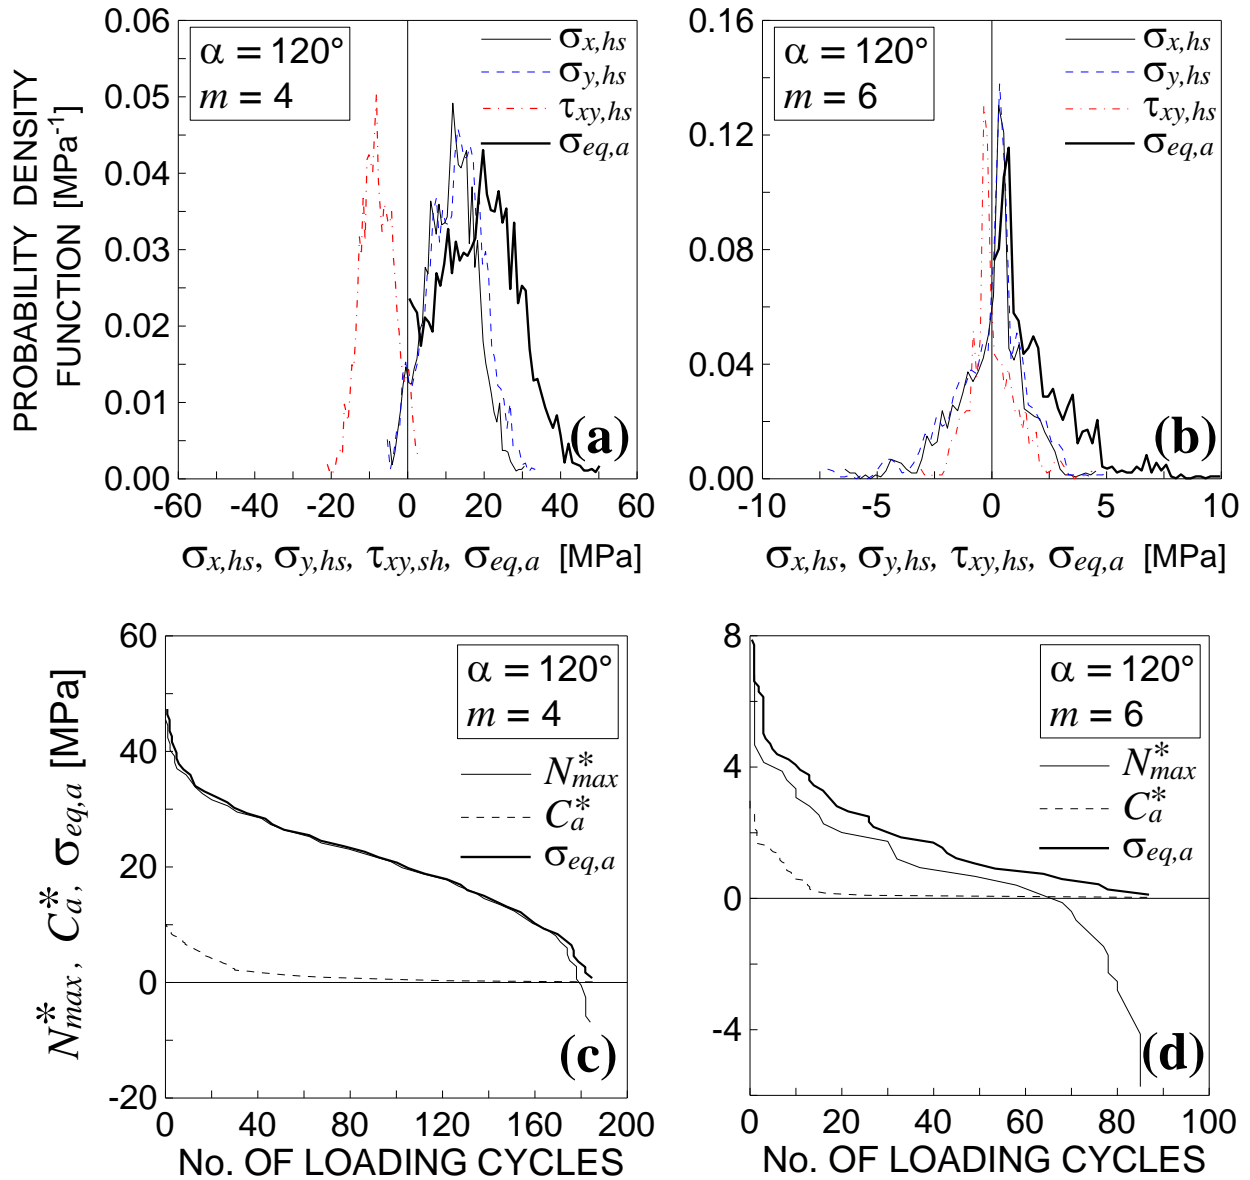 PROBABILITY DENSITY
FUNCTION [MPa⁻¹]
0.06
0.05
0.04
0.03
0.02
0.01
0.00
α = 120°
m = 4
σx,hs
σy,hs
τxy,hs
σeq,a
(a)
-60 -40 -20 0 20 40 60
σx,hs, σy,hs, τxy,sh, σeq,a [MPa]
0.16
0.12
0.08
0.04
0.00
α = 120°
m = 6
σx,hs
σy,hs
τxy,hs
σeq,a
(b)
-10 -5 0 5 10
σx,hs, σy,hs, τxy,hs, σeq,a [MPa]
N*max, C*a, σeq,a [MPa]
60
40
20
0
-20
α = 120°
m = 4
N*max
C*a
σeq,a
(c)
0 40 80 120 160 200
No. OF LOADING CYCLES
8
4
0
-4
α = 120°
m = 6
N*max
C*a
σeq,a
(d)
0 20 40 60 80 100
No. OF LOADING CYCLES